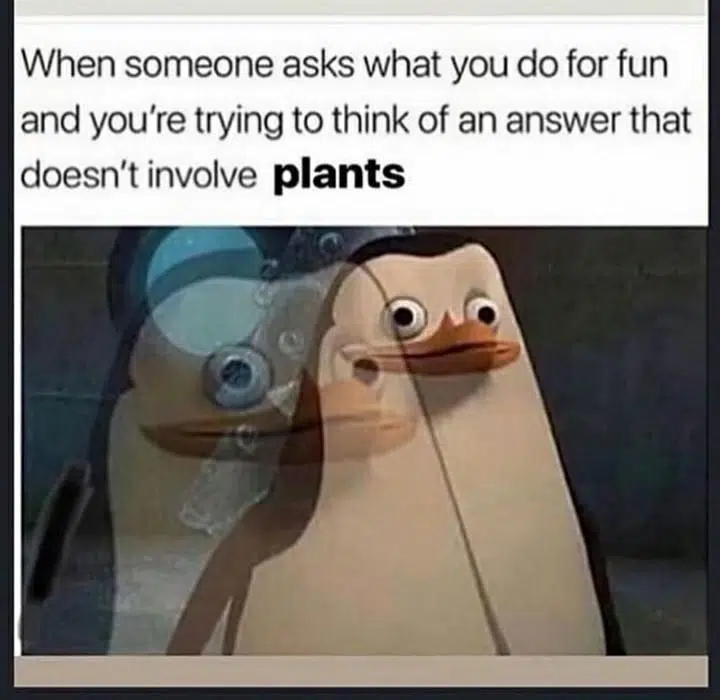 When someone asks what you do for fun
and you're trying to think of an answer that
doesn't involve plants